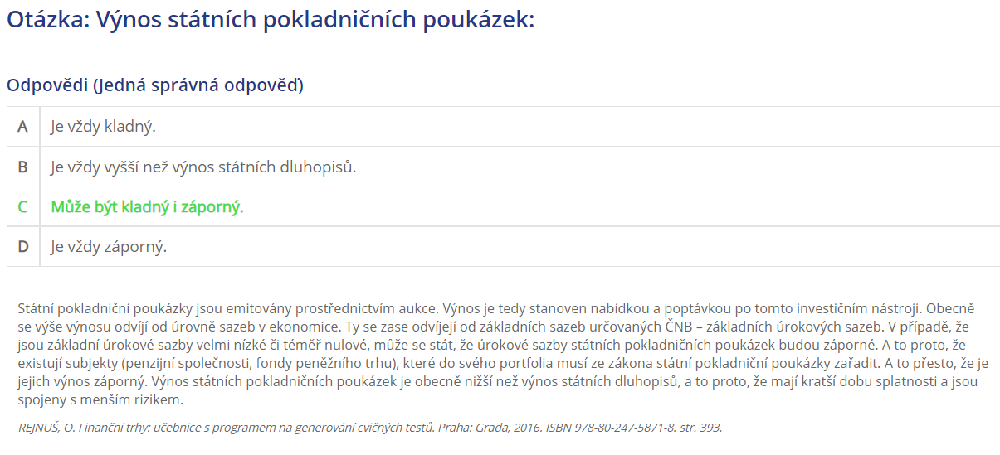 Otázka: Výnos státních pokladničních poukázek:
Odpovědi (Jedná správná odpověď)
A Je vždy kladný.
B Je vždy vyšší než výnos státních dluhopisů.
C Může být kladný i záporný.
D Je vždy záporný.
Státní pokladniční poukázky jsou emitovány prostřednictvím aukce. Výnos je tedy stanoven nabídkou a poptávkou po tomto investičním nástroji. Obecně
se výše výnosu odvíjí od úrovně sazeb v ekonomice. Ty se zase odvíjejí od základních sazeb určovaných ČNB – základních úrokových sazeb. V případě, že
jsou základní úrokové sazby velmi nízké či téměř nulové, může se stát, že úrokové sazby státních pokladničních poukázek budou záporné. A to proto, že
existují subjekty (penzijní společnosti, fondy peněžního trhu), které do svého portfolia musí ze zákona státní pokladniční poukázky zařadit. A to přesto, že je
jejich výnos záporný. Výnos státních pokladničních poukázek je obecně nižší než výnos státních dluhopisů, a to proto, že mají kratší dobu splatnosti a jsou
spojeny s menším rizikem.
REJNUŠ, O. Finanční trhy: učebnice s programem na generování cvičných testů. Praha: Grada, 2016. ISBN 978-80-247-5871-8. str. 393.